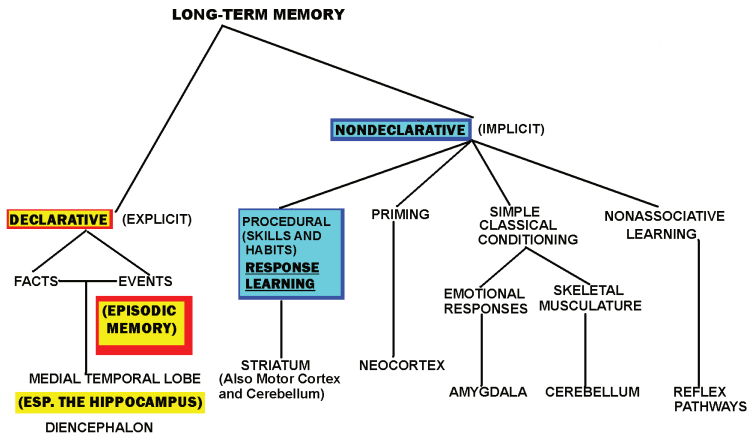 LONG-TERM MEMORY
NONDECLARATIVE (IMPLICIT)
DECLARATIVE (EXPLICIT)
FACTS
EVENTS
(EPISODIC
MEMORY)
MEDIAL TEMPORAL LOBE
(ESP. THE HIPPOCAMPUS)
DIENCEPHALON
PROCEDURAL
(SKILLS AND
HABITS)
RESPONSE
LEARNING
STRIATUM
(Also Motor Cortex
and Cerebellum)
PRIMING
NEOCORTEX
SIMPLE
CLASSICAL
CONDITIONING
EMOTIONAL
RESPONSES
AMYGDALA
SKELETAL
MUSCULATURE
CEREBELLUM
NONASSOCIATIVE
LEARNING
REFLEX
PATHWAYS